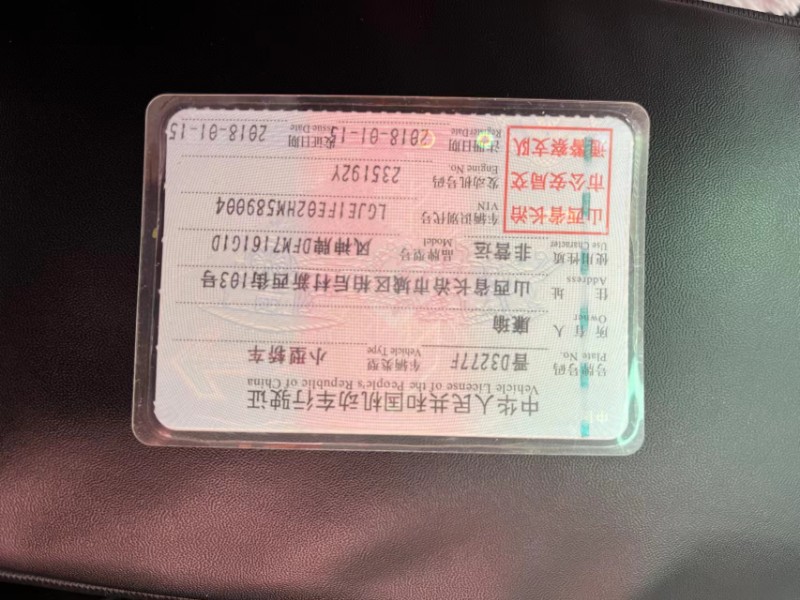 中华人民共和国机动车行驶证
Vehicle License of the People's Republic of China
号牌号码 Plate No. 晋D3277F 车辆类型 Vehicle Type 小型轿车
所有人 Owner 廉瑜
住址 Address 山西省长治市城区柏后村新西街103号
使用性质 Use Character 非营运 品牌型号 Model 风神牌DFM7161G1D
山西省长治
市公安局交
通警察支队
车辆识别代号 VIN LGJE1FE02HM589004
发动机号码 Engine No. 235192Y
注册日期 Register Date 2018-01-15 发证日期 Issue Date 2018-01-15